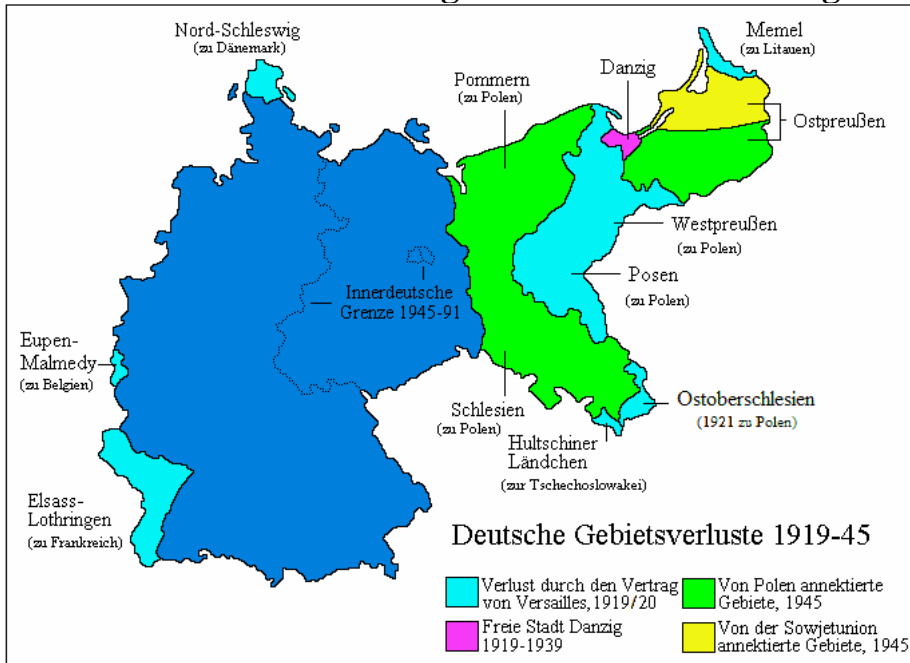 Nord-Schleswig
(zu Dänemark)
Memel
(zu Litauen)
Pommern
(zu Polen)
Danzig
Ostpreußen
Westpreußen
(zu Polen)
Posen
(zu Polen)
Innerdeutsche
Grenze 1945-91
Eupen-
Malmedy
(zu Belgien)
Schlesien
(zu Polen)
Ostoberschlesien
(1921 zu Polen)
Hultschiner
Ländchen
(zur Tschechoslowakei)
Elsass-
Lothringen
(zu Frankreich)
Deutsche Gebietsverluste 1919-45
Verlust durch den Vertrag
von Versailles, 1919/20
Freie Stadt Danzig
1919-1939
Von Polen annektierte
Gebiete, 1945
Von der Sowjetunion
annektierte Gebiete, 1945